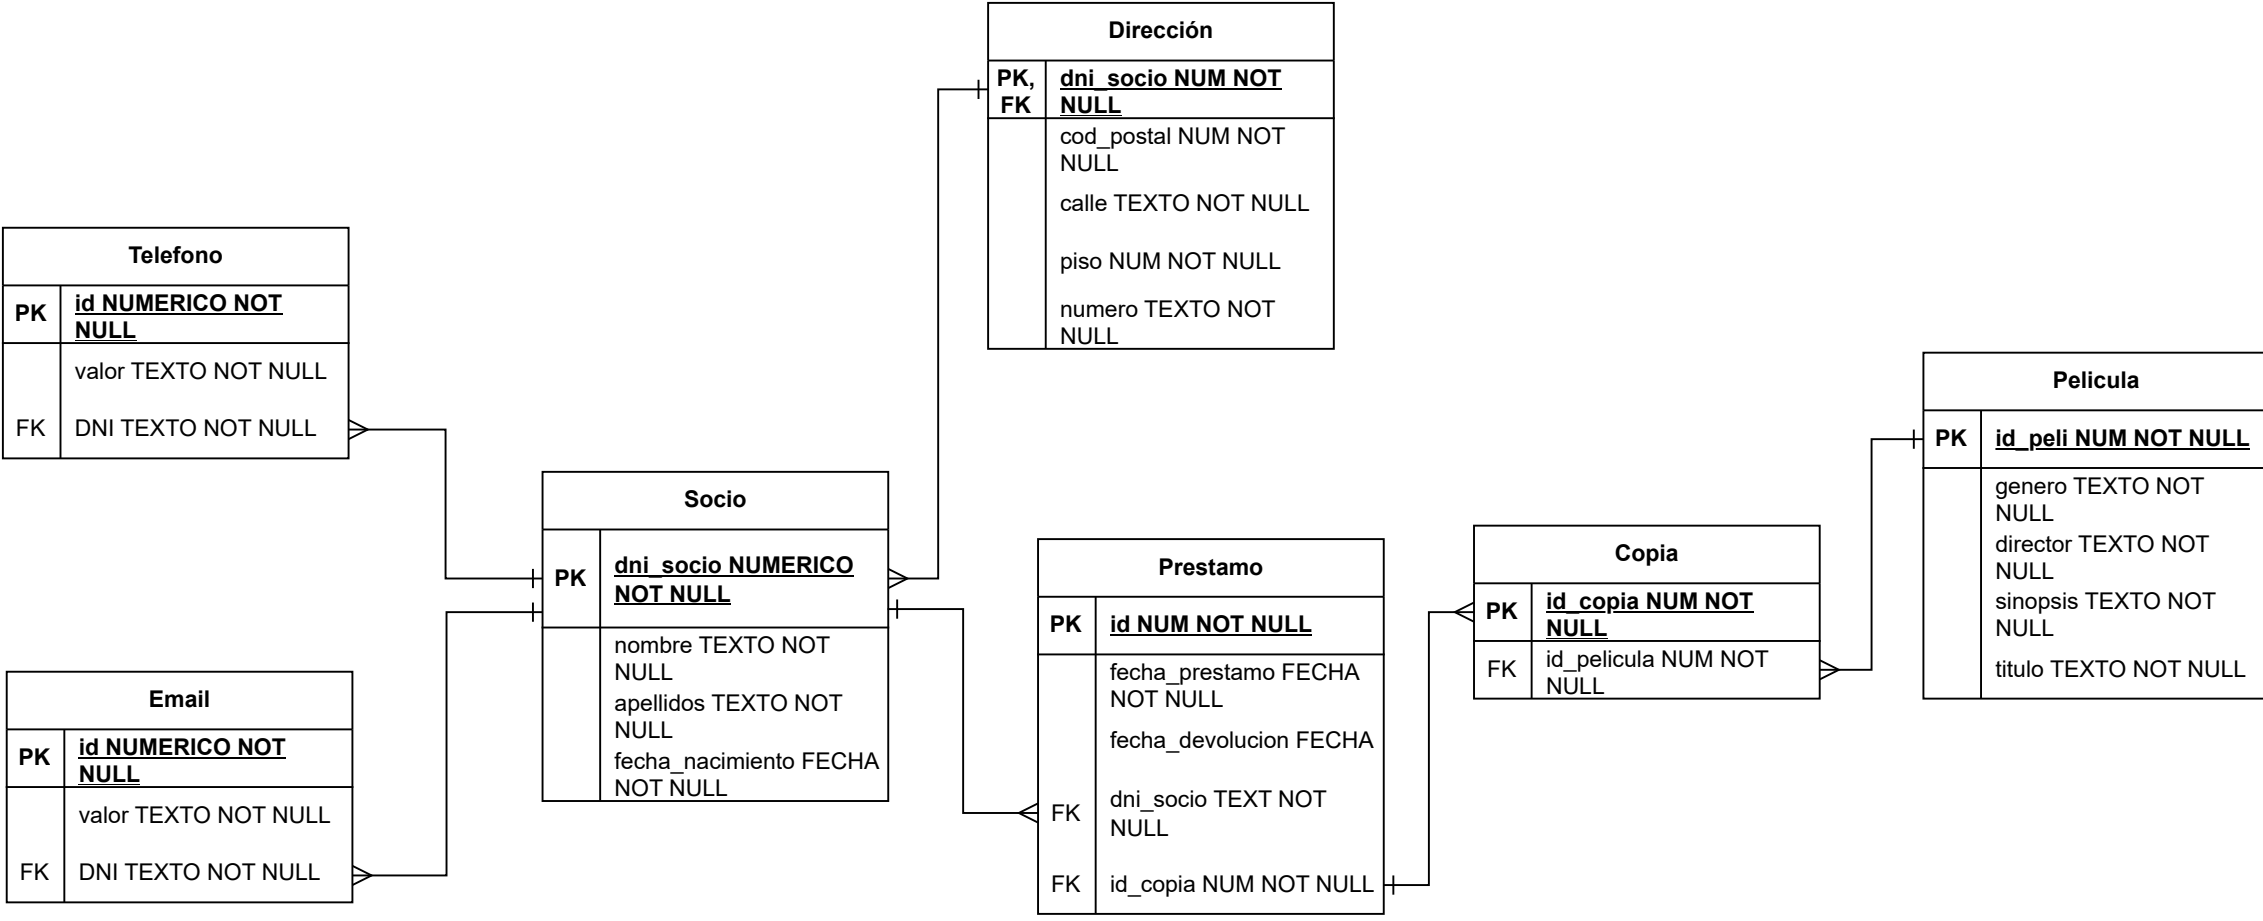 Dirección
PK,
FK
dni_socio NUM NOT
NULL
cod_postal NUM NOT
NULL
calle TEXTO NOT NULL
piso NUM NOT NULL
numero TEXTO NOT
NULL
Telefono
PK
id NUMERICO NOT
NULL
valor TEXTO NOT NULL
FK
DNI TEXTO NOT NULL
Socio
PK
dni_socio NUMERICO
NOT NULL
nombre TEXTO NOT
NULL
apellidos TEXTO NOT
NULL
fecha_nacimiento FECHA
NOT NULL
Email
PK
id NUMERICO NOT
NULL
valor TEXTO NOT NULL
FK
DNI TEXTO NOT NULL
Prestamo
PK
id NUM NOT NULL
fecha_prestamo FECHA
NOT NULL
fecha_devolucion FECHA
FK
dni_socio TEXT NOT
NULL
FK
id_copia NUM NOT NULL
Copia
PK
id_copia NUM NOT
NULL
FK
id_pelicula NUM NOT
NULL
Pelicula
PK
id_peli NUM NOT NULL
genero TEXTO NOT
NULL
director TEXTO NOT
NULL
sinopsis TEXTO NOT
NULL
titulo TEXTO NOT NULL